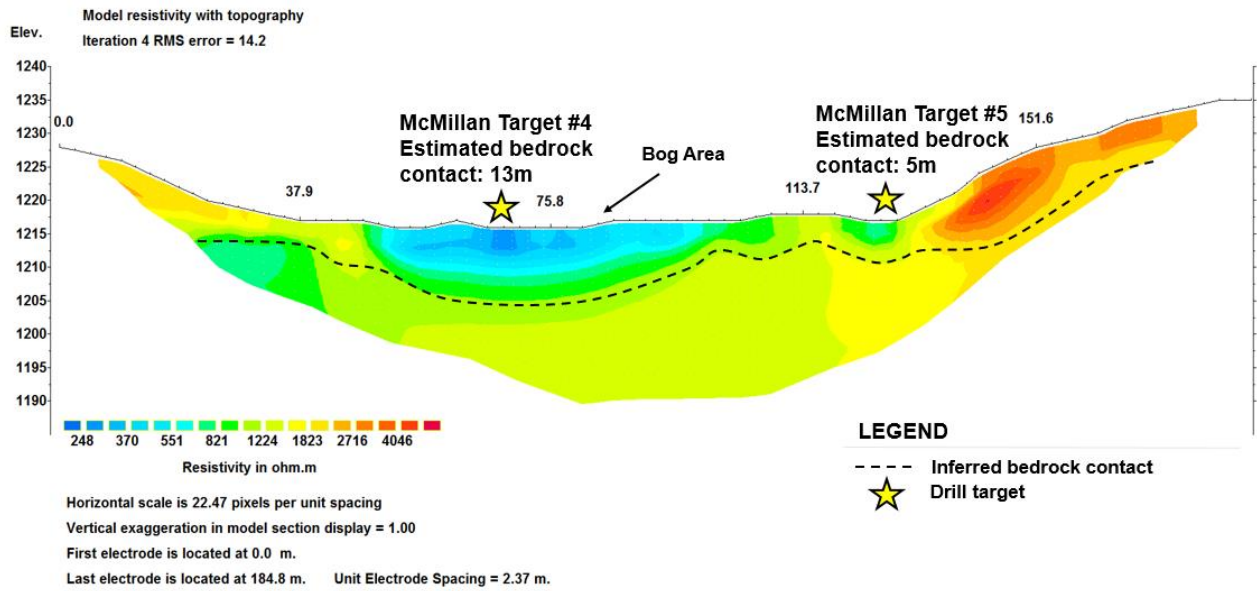 Model resistivity with topography
Elev.
Iteration 4 RMS error = 14.2
1240
1235
1230
1225
1220
1215
1210
1205
1200
1195
1190
0.0
37.9
McMillan Target #4
Estimated bedrock
contact: 13m
75.8
Bog Area
113.7
McMillan Target #5
Estimated bedrock
contact: 5m
151.6
248 370 551 821 1224 1823 2716 4046
Resistivity in ohm.m
LEGEND
Inferred bedrock contact
Drill target
Horizontal scale is 22.47 pixels per unit spacing
Vertical exaggeration in model section display = 1.00
First electrode is located at 0.0 m.
Last electrode is located at 184.8 m. Unit Electrode Spacing = 2.37 m.